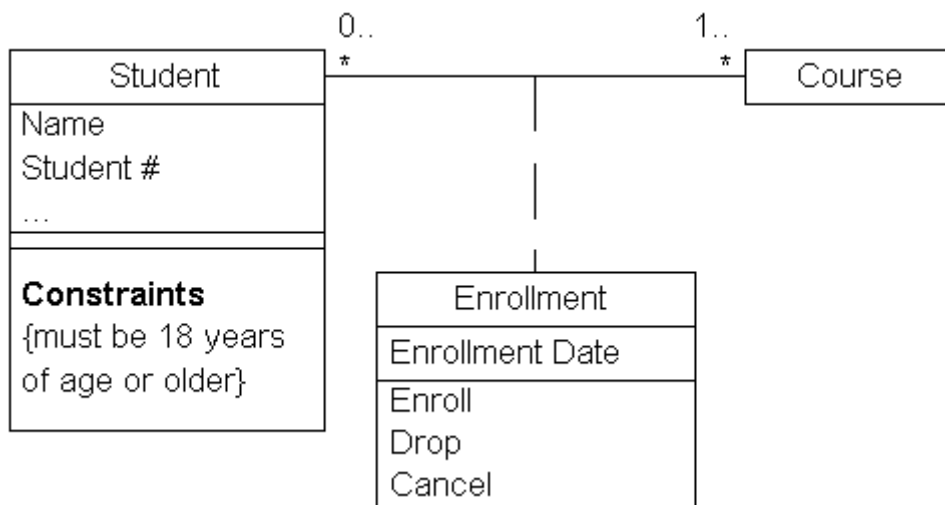 0..
1..
*
*
Student
Course
Name
Student #
...
Constraints
{must be 18 years
of age or older}
Enrollment
Enrollment Date
Enroll
Drop
Cancel